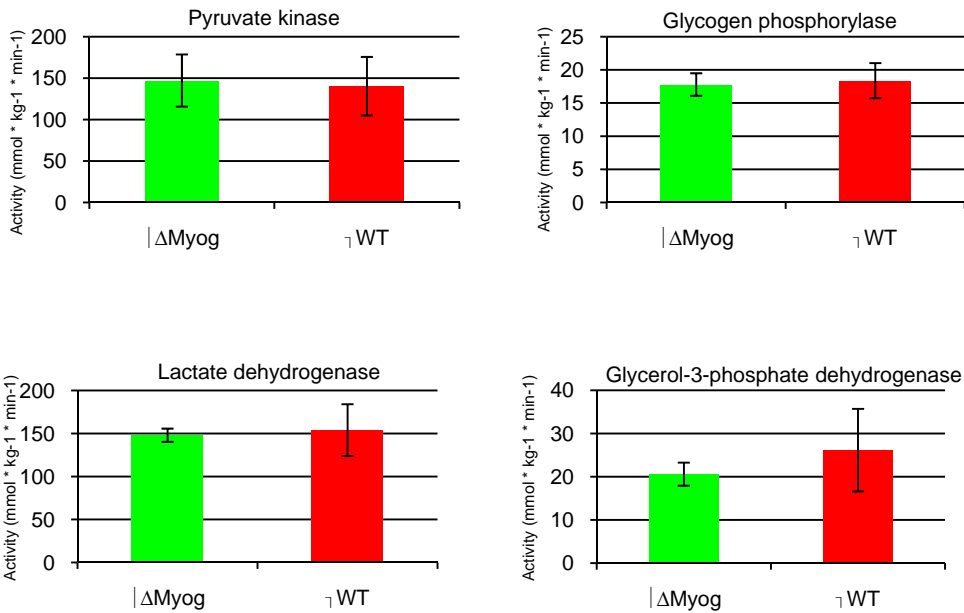 Pyruvate kinase
Activity (mmol * kg-1 * min-1)
200
150
100
50
0
|ΔMyog ┐WT
Glycogen phosphorylase
Activity (mmol * kg-1 * min-1)
25
20
15
10
5
0
|ΔMyog ┐WT
Lactate dehydrogenase
Activity (mmol * kg-1 * min-1)
200
150
100
50
0
|ΔMyog ┐WT
Glycerol-3-phosphate dehydrogenase
Activity (mmol * kg-1 * min-1)
40
30
20
10
0
|ΔMyog ┐WT